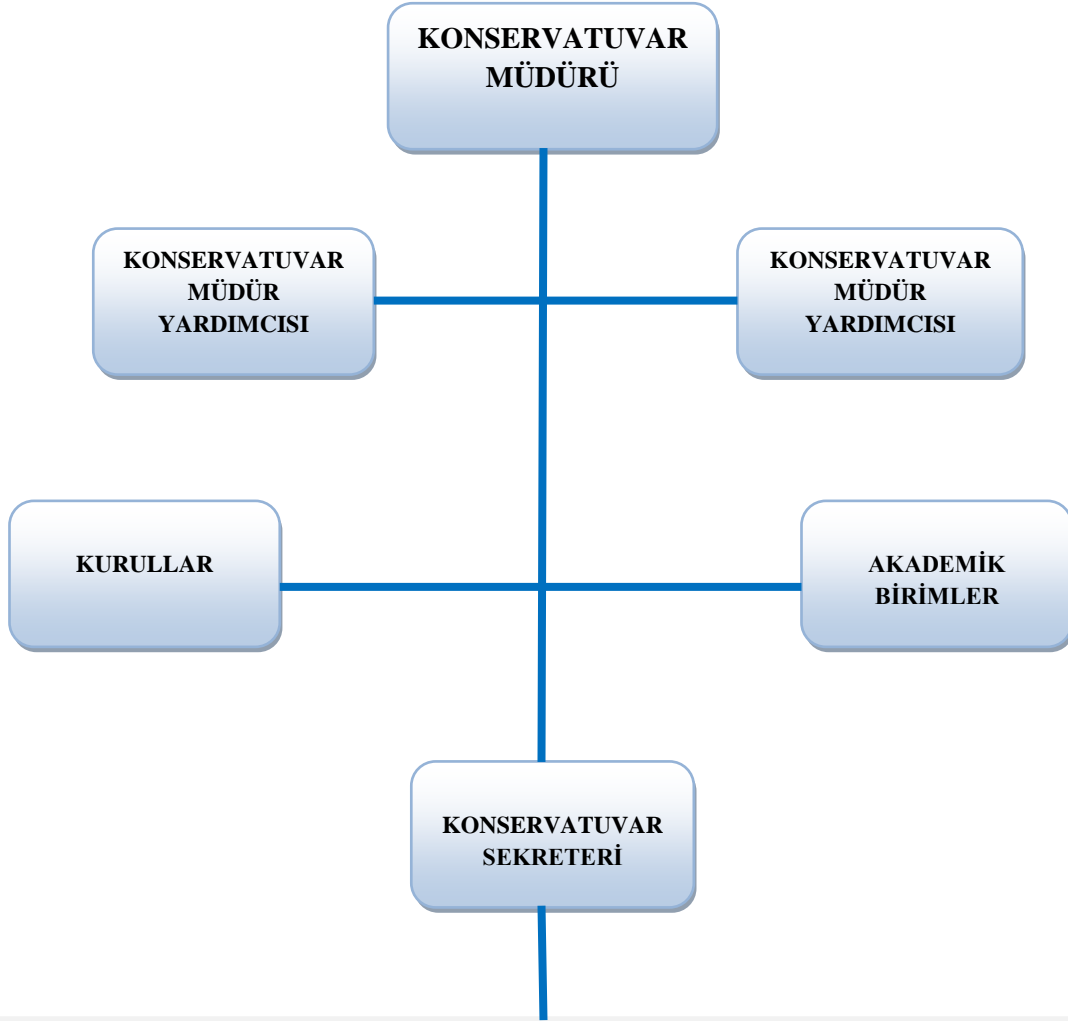 KONSERVATUVAR
MÜDÜRÜ
KONSERVATUVAR
MÜDÜR
YARDIMCISI
KONSERVATUVAR
MÜDÜR
YARDIMCISI
KURULLAR
AKADEMİK
BİRİMLER
KONSERVATUVAR
SEKRETERİ